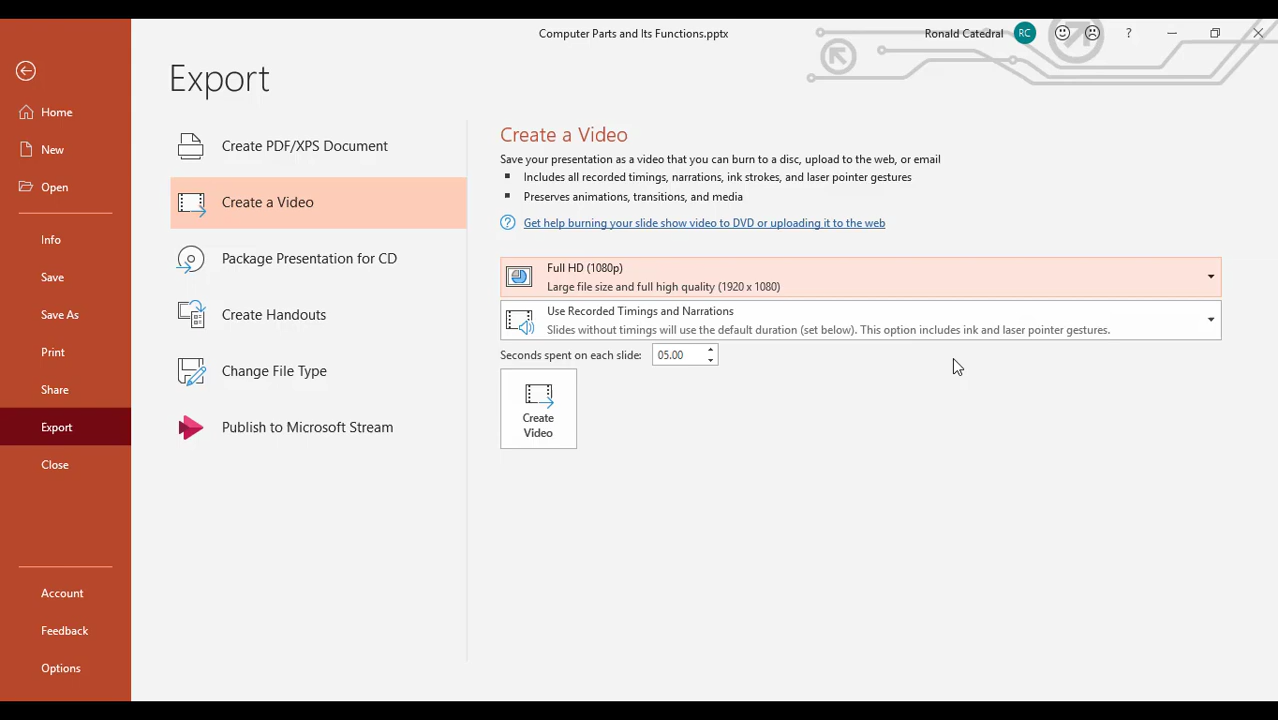 Computer Parts and Its Functions.pptx
Ronald Catedral
RC
?
Export
Home
New
Open
Info
Save
Save As
Print
Share
Export
Close
Account
Feedback
Options
Create PDF/XPS Document
Create a Video
Package Presentation for CD
Create Handouts
Change File Type
Publish to Microsoft Stream
Create a Video
Save your presentation as a video that you can burn to a disc, upload to the web, or email
Includes all recorded timings, narrations, ink strokes, and laser pointer gestures
Preserves animations, transitions, and media
Get help burning your slide show video to DVD or uploading it to the web
Full HD (1080p)
Large file size and full high quality (1920 x 1080)
Use Recorded Timings and Narrations
Slides without timings will use the default duration (set below). This option includes ink and laser pointer gestures.
Seconds spent on each slide: 05.00
Create
Video